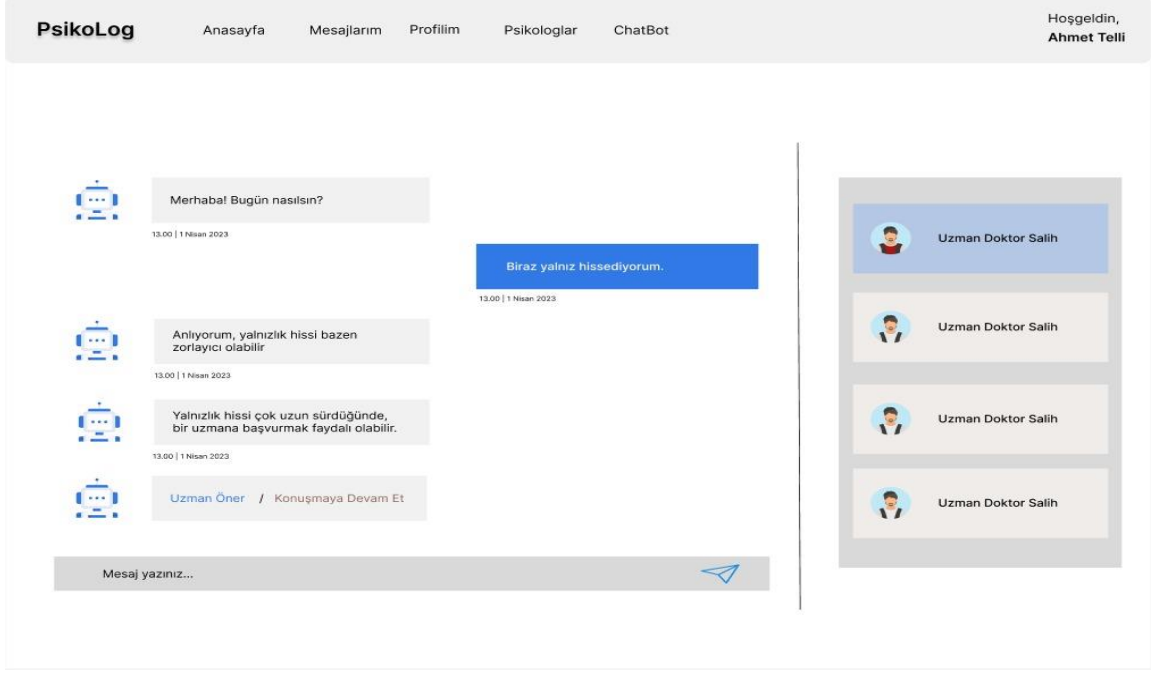 PsikoLog
Anasayfa
Mesajlarım
Profilim
Psikologlar
ChatBot
Hoşgeldin,
Ahmet Telli
Merhaba! Bugün nasılsın?
13.00 | 1 Nisan 2023
Biraz yalnız hissediyorum.
13.00 | 1 Nisan 2023
Anlıyorum, yalnızlık hissi bazen
zorlayıcı olabilir
13.00 | 1 Nisan 2023
Yalnızlık hissi çok uzun sürdüğünde,
bir uzmana başvurmak faydalı olabilir.
13.00 | 1 Nisan 2023
Uzman Öner / Konuşmaya Devam Et
Mesaj yazınız...
Uzman Doktor Salih
Uzman Doktor Salih
Uzman Doktor Salih
Uzman Doktor Salih